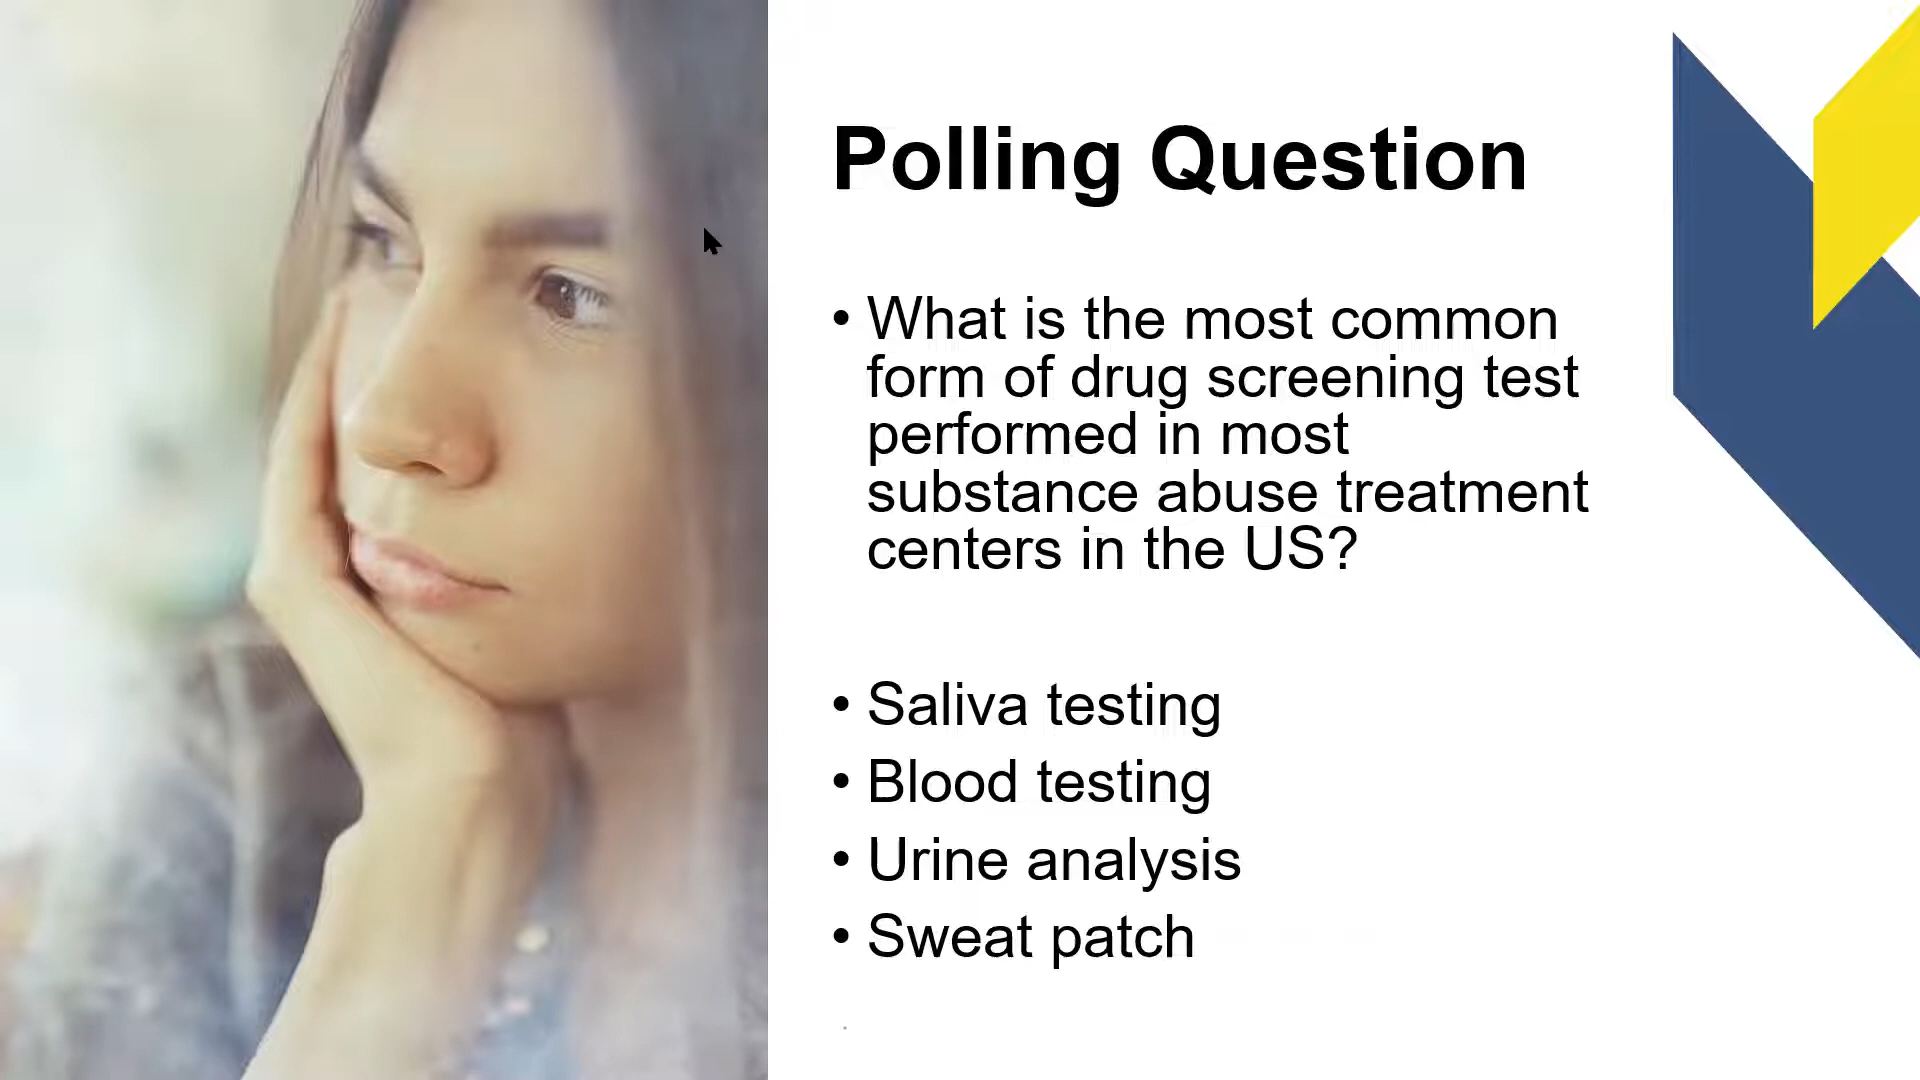 Polling Question
• What is the most common
form of drug screening test
performed in most
substance abuse treatment
centers in the US?
• Saliva testing
• Blood testing
• Urine analysis
• Sweat patch